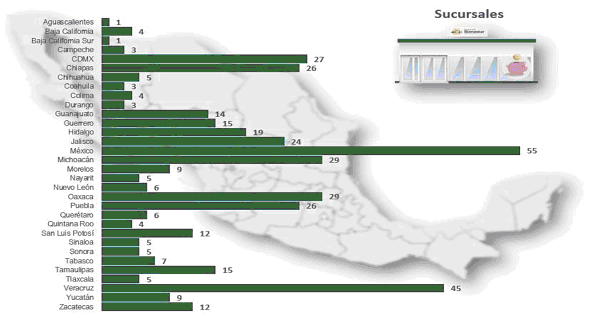 Sucursales
Bienestar
Aguascalientes 1
Baja California 4
Baja California Sur 1
Campeche 3
CDMX 27
Chiapas 26
Chihuahua 5
Coahuila 3
Colima 4
Durango 3
Guanajuato 14
Guerrero 15
Hidalgo 19
Jalisco 24
México 55
Michoacán 29
Morelos 9
Nayarit 5
Nuevo León 6
Oaxaca 29
Puebla 26
Querétaro 6
Quintana Roo 4
San Luis Potosí 12
Sinaloa 5
Sonora 5
Tabasco 7
Tamaulipas 15
Tlaxcala 5
Veracruz 45
Yucatán 9
Zacatecas 12